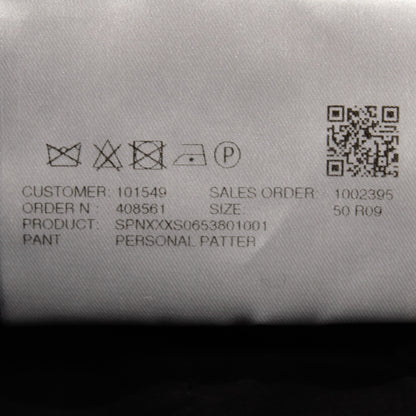 P
CUSTOMER: 101549 SALES ORDER: 1002395
ORDER N : 408561 SIZE: 50 R09
PRODUCT: SPNXXXS0653801001
PANT PERSONAL PATTER